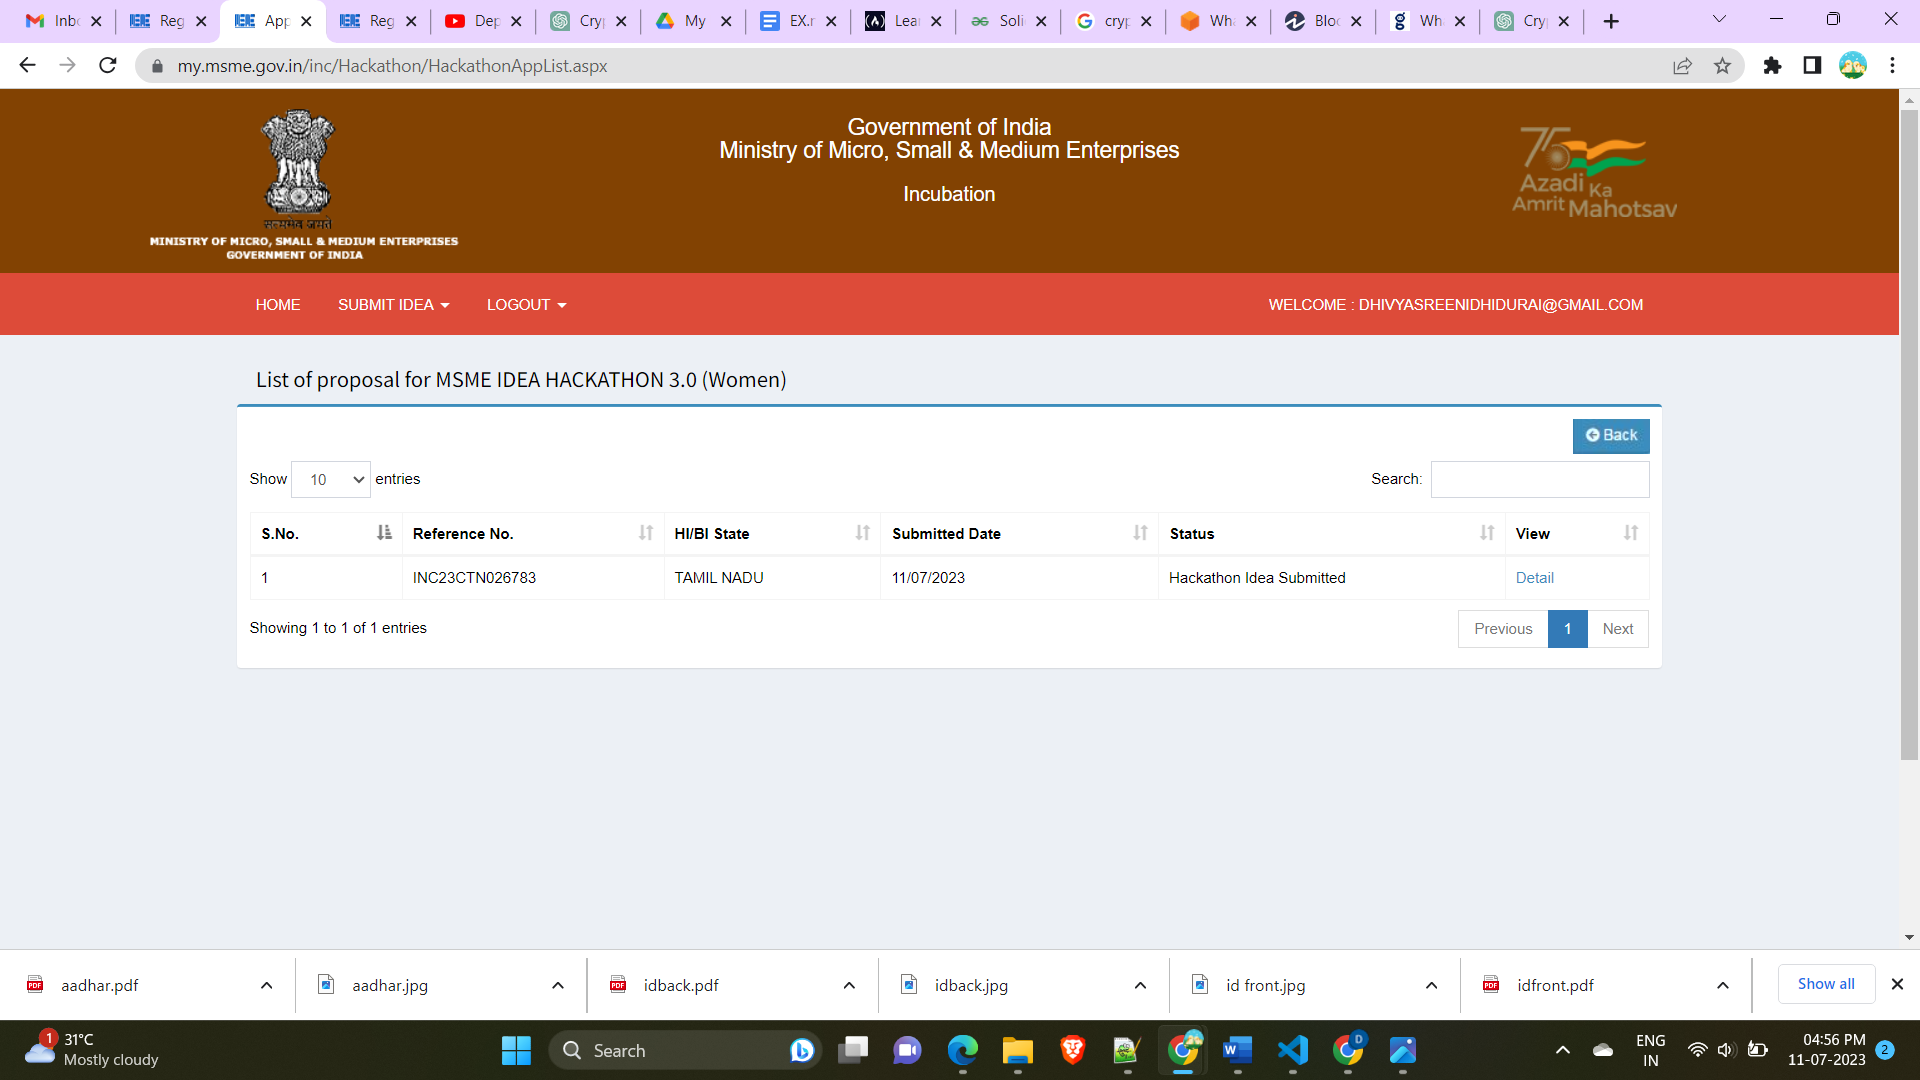 Inbo
Reg
App
Reg
Dep
Cryp
My
EX.n
Lear
Soli
cryp
Wha
Bloc
Wha
Cryp
my.msme.gov.in/inc/Hackathon/HackathonAppList.aspx
सत्यमेव जयते
MINISTRY OF MICRO, SMALL & MEDIUM ENTERPRISES
GOVERNMENT OF INDIA
Government of India
Ministry of Micro, Small & Medium Enterprises
Incubation
75
Azadi Ka
Amrit Mahotsav
HOME SUBMIT IDEA LOGOUT WELCOME : DHIVYASREENIDHIDURAI@GMAIL.COM
List of proposal for MSME IDEA HACKATHON 3.0 (Women)
Back
Show 10 entries Search:
S.No. Reference No. HI/BI State Submitted Date Status View
1 INC23CTN026783 TAMIL NADU 11/07/2023 Hackathon Idea Submitted Detail
Showing 1 to 1 of 1 entries Previous 1 Next
aadhar.pdf aadhar.jpg idback.pdf idback.jpg id front.jpg idfront.pdf Show all
1 31°C
Mostly cloudy
Search
ENG
IN
04:56 PM
11-07-2023
2